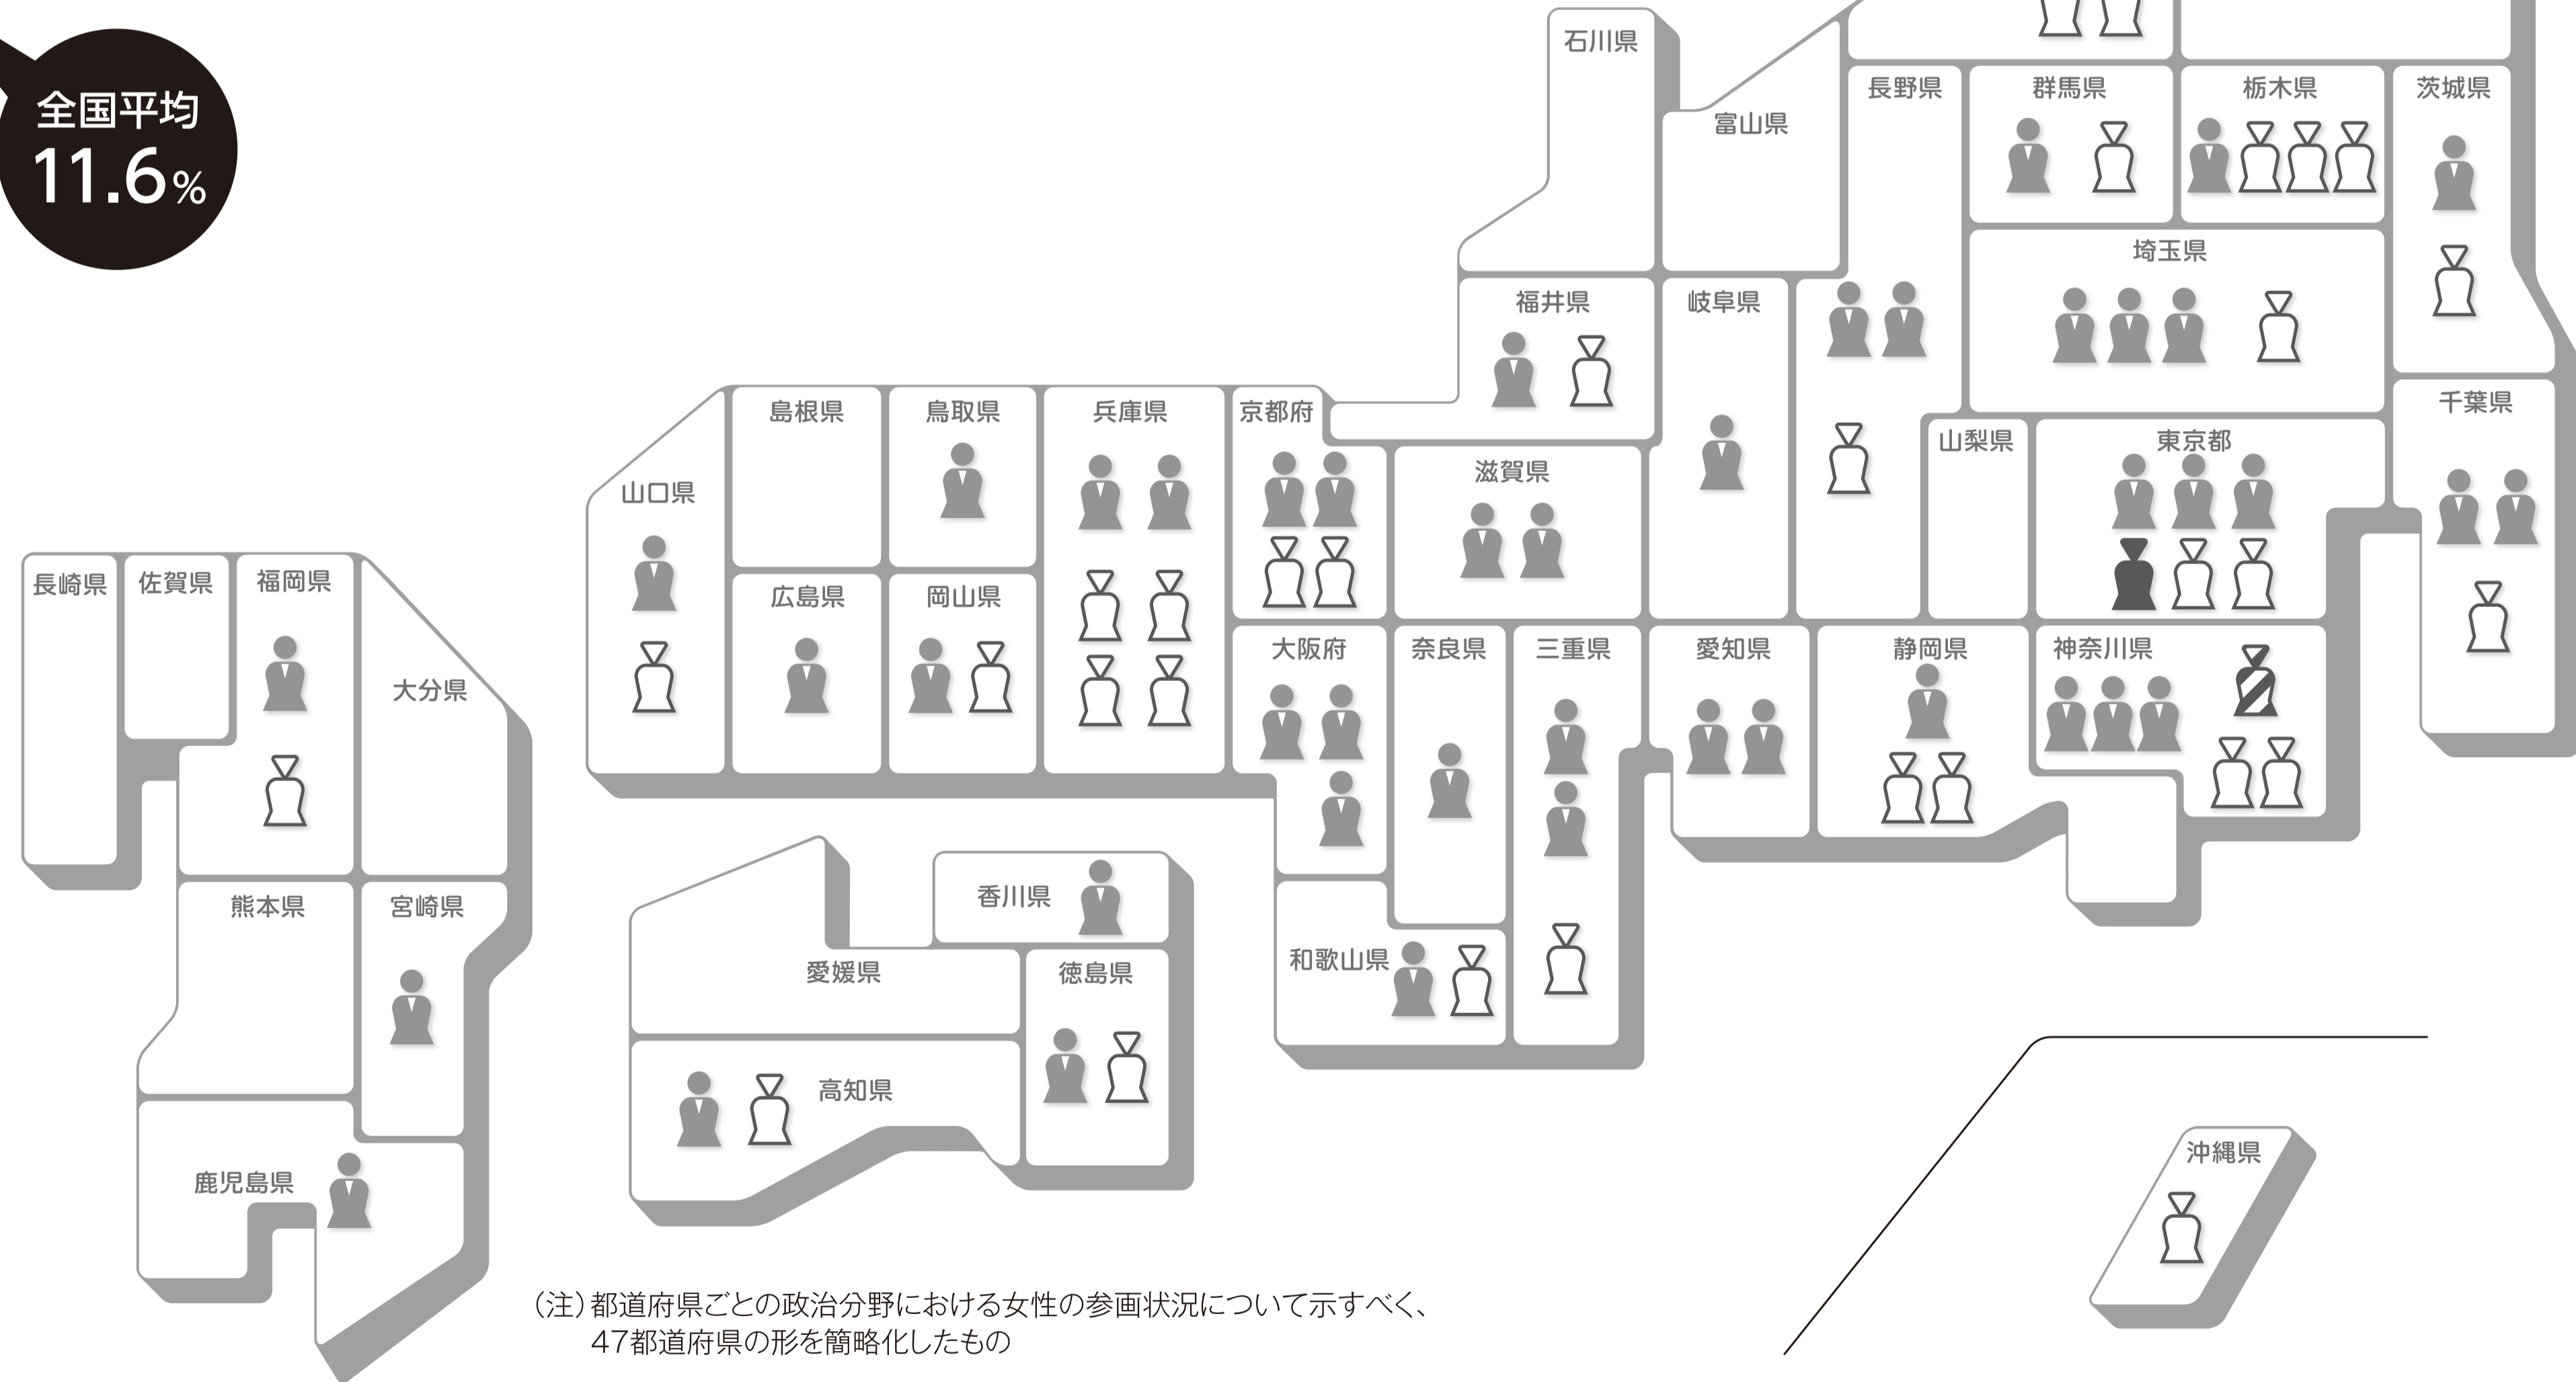 全国平均
11.6%
石川県
富山県
長野県
群馬県
栃木県
茨城県
埼玉県
福井県
岐阜県
千葉県
山梨県
東京都
島根県
鳥取県
兵庫県
京都府
滋賀県
山口県
広島県
岡山県
大阪府
奈良県
三重県
愛知県
静岡県
神奈川県
長崎県
佐賀県
福岡県
大分県
熊本県
宮崎県
鹿児島県
香川県
愛媛県
徳島県
高知県
和歌山県
沖縄県
（注）都道府県ごとの政治分野における女性の参画状況について示すべく、
47都道府県の形を簡略化したもの